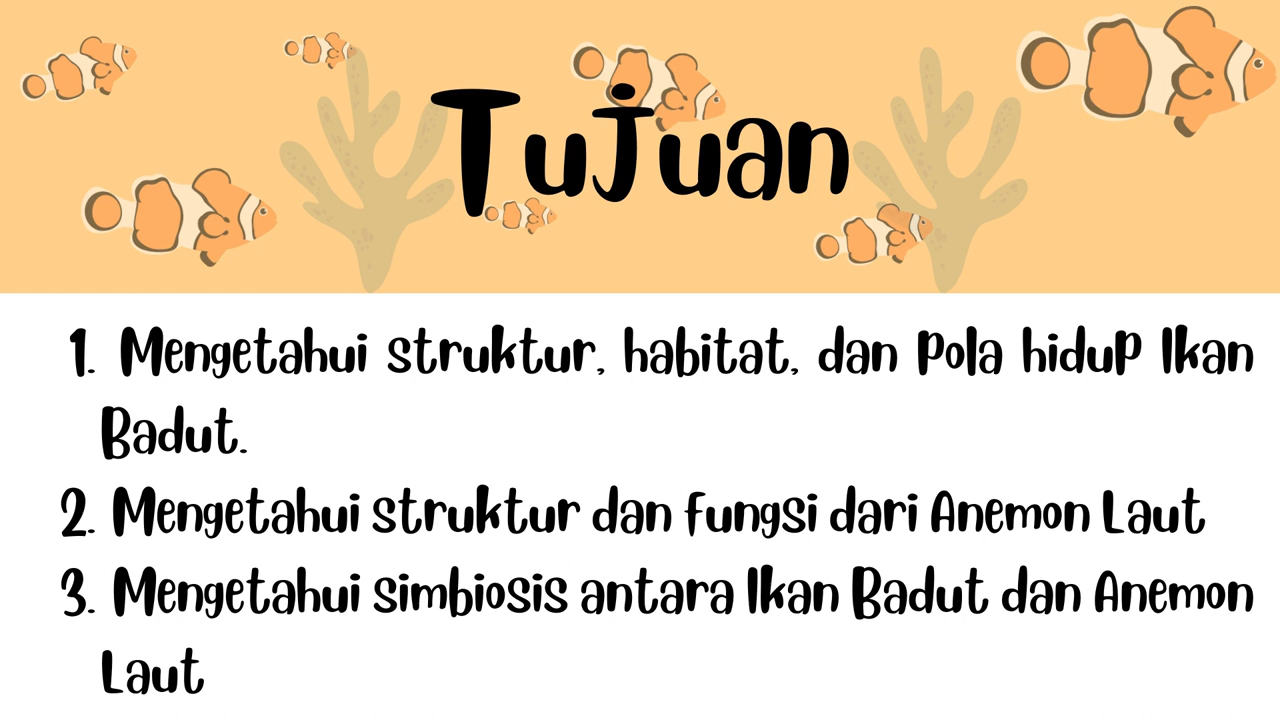 Tujuan
1. Mengetahui struktur, habitat, dan Pola hidup Ikan
Badut.
2. Mengetahui struktur dan fungsi dari Anemon Laut
3. Mengetahui simbiosis antara Ikan Badut dan Anemon
Laut